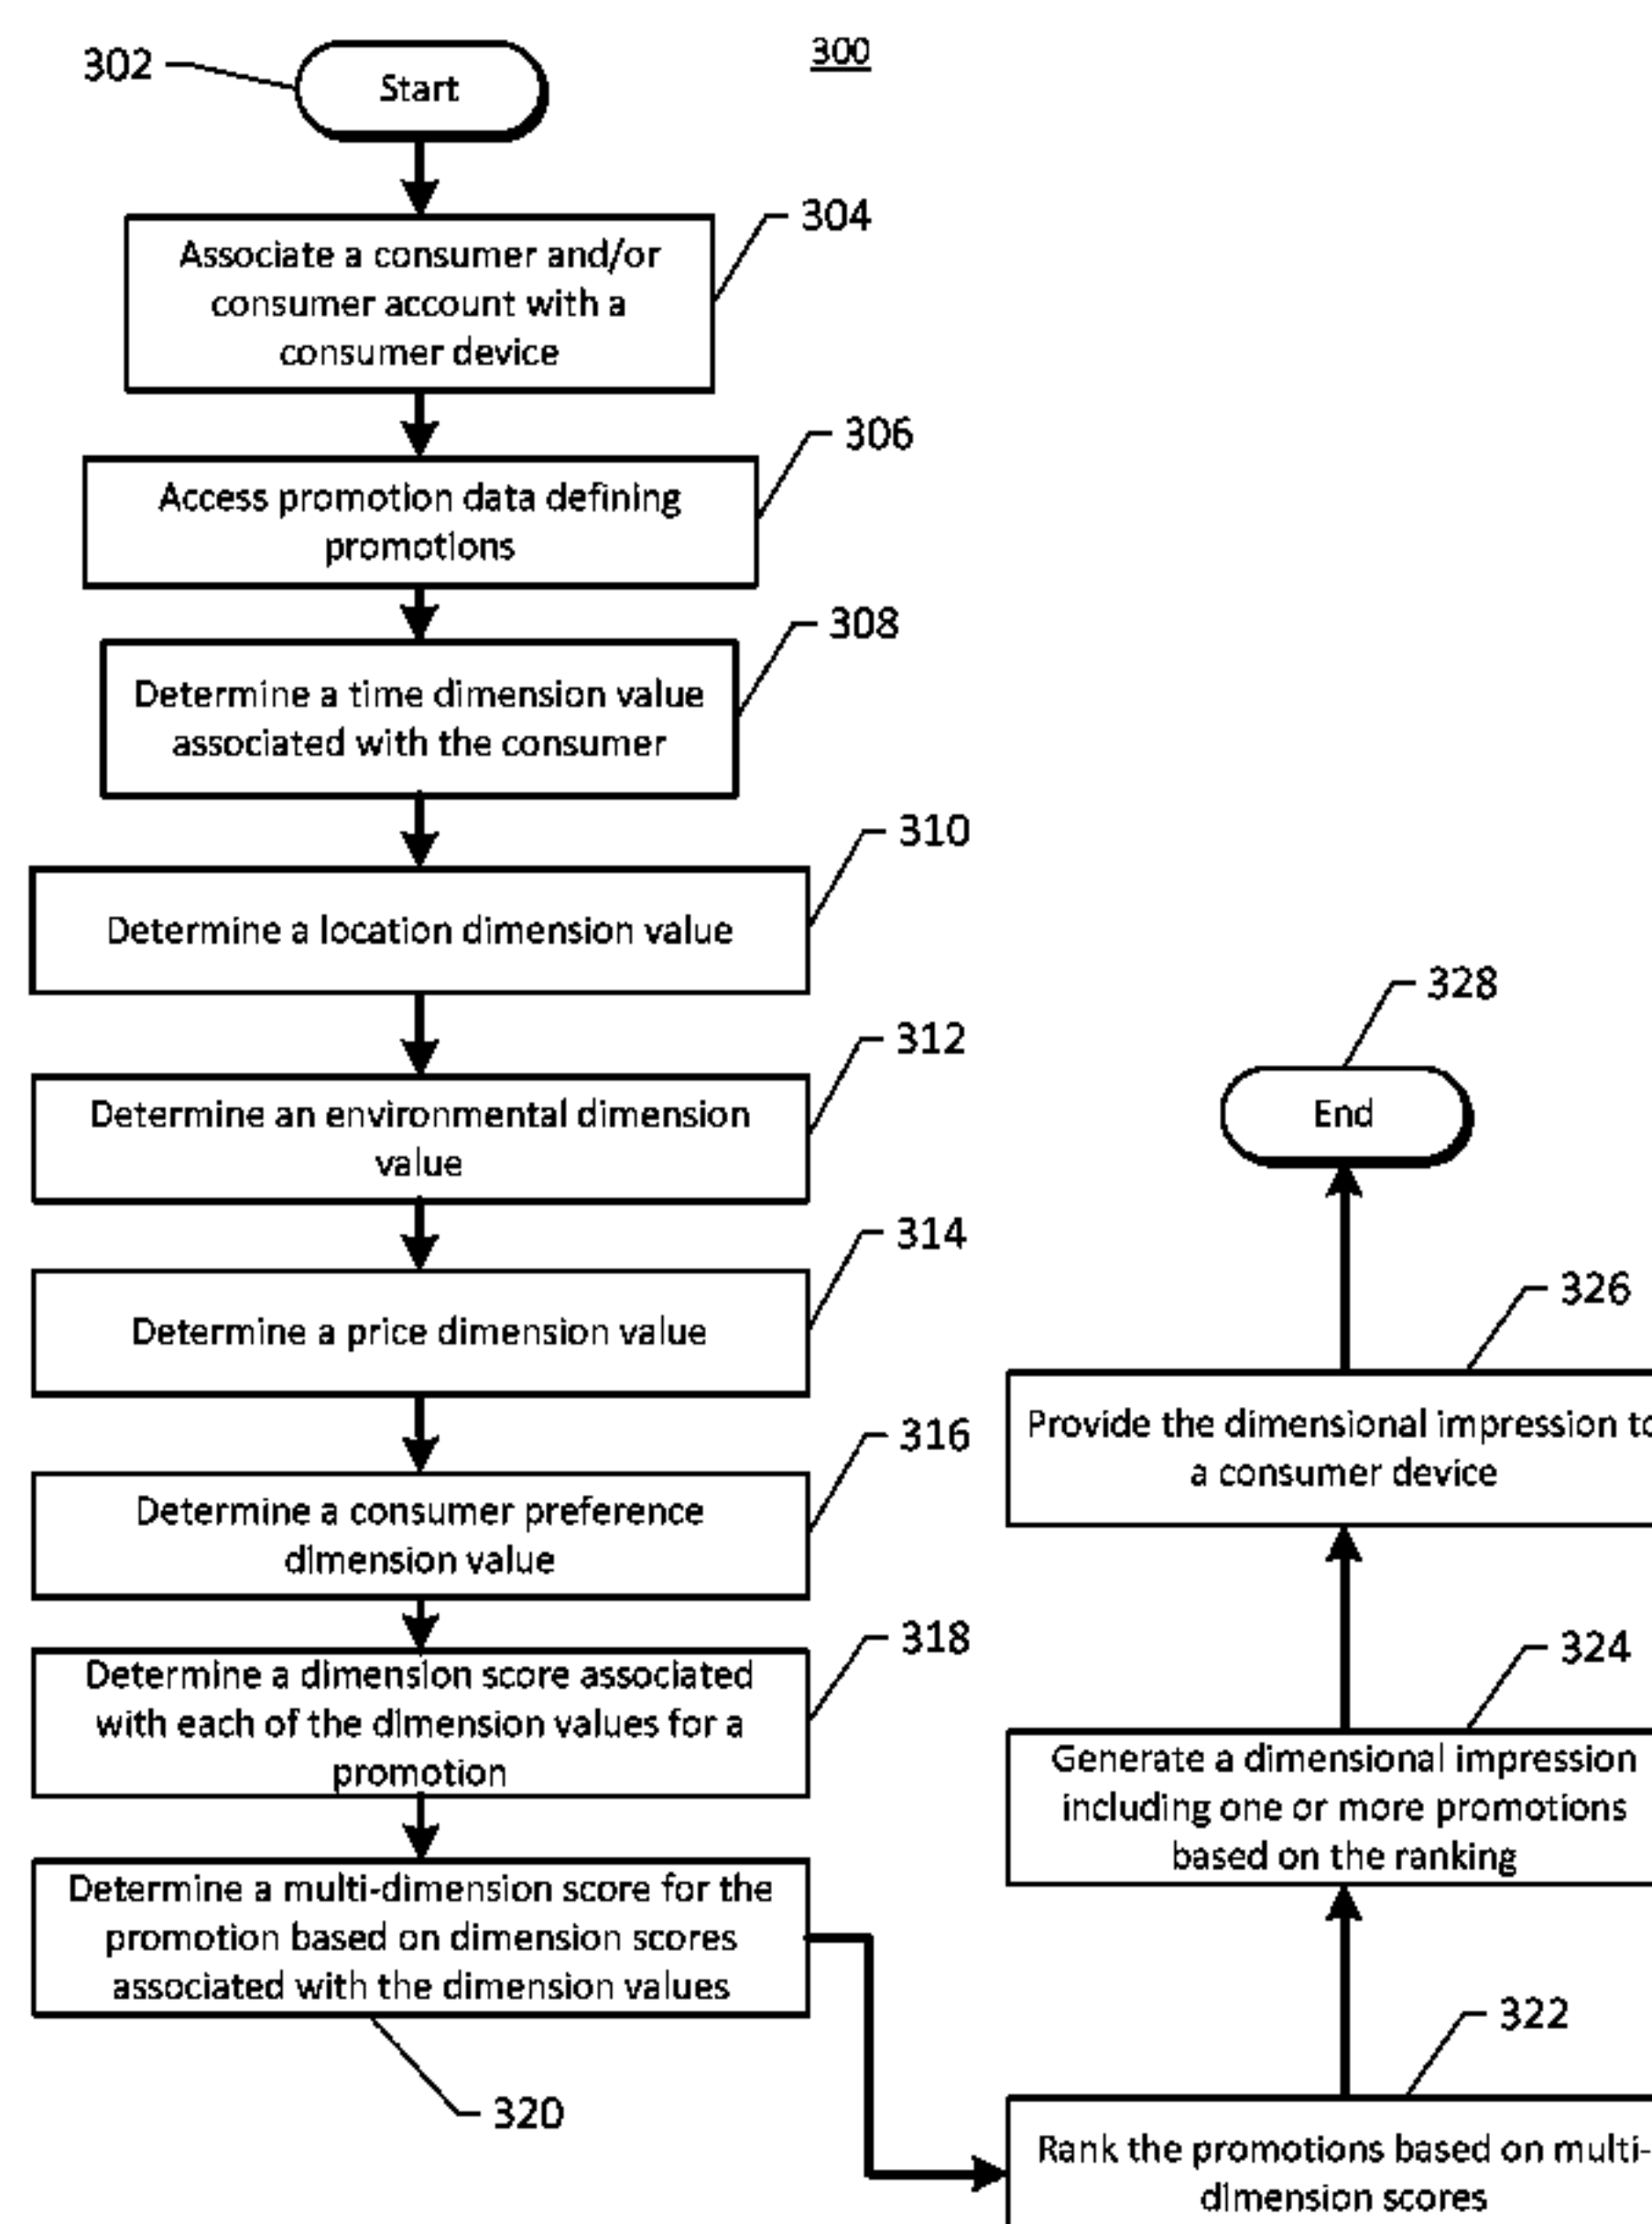 300
302
Start
304
Associate a consumer and/or
consumer account with a
consumer device
306
Access promotion data defining
promotions
308
Determine a time dimension value
associated with the consumer
310
Determine a location dimension value
312
Determine an environmental dimension
value
314
Determine a price dimension value
316
Determine a consumer preference
dimension value
318
Determine a dimension score associated
with each of the dimension values for a
promotion
Determine a multi-dimension score for the
promotion based on dimension scores
associated with the dimension values
320
322
Rank the promotions based on multi-
dimension scores
324
Generate a dimensional impression
including one or more promotions
based on the ranking
326
Provide the dimensional impression to
a consumer device
328
End